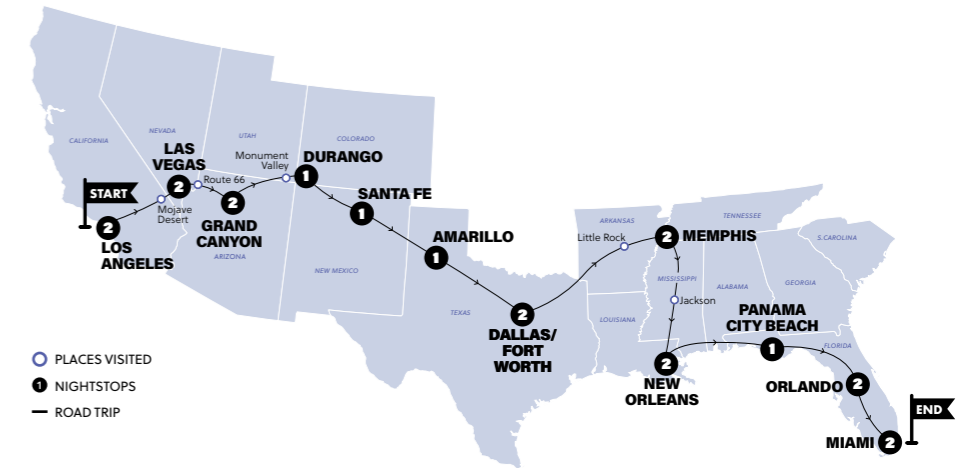 CALIFORNIA
NEVADA
UTAH
COLORADO
ARIZONA
NEW MEXICO
TEXAS
ARKANSAS
LOUISIANA
TENNESSEE
MISSISSIPPI
ALABAMA
GEORGIA
S.CAROLINA
FLORIDA
START
2
LOS
ANGELES
Mojave
Desert
LAS
VEGAS
2
Route 66
2
GRAND
CANYON
Monument
Valley
1
DURANGO
SANTA FE
1
AMARILLO
1
2
DALLAS/
FORT
WORTH
Little Rock
2
MEMPHIS
Jackson
2
NEW
ORLEANS
PANAMA
CITY BEACH
1
ORLANDO
2
MIAMI
2
END
PLACES VISITED
1 NIGHTSTOPS
ROAD TRIP